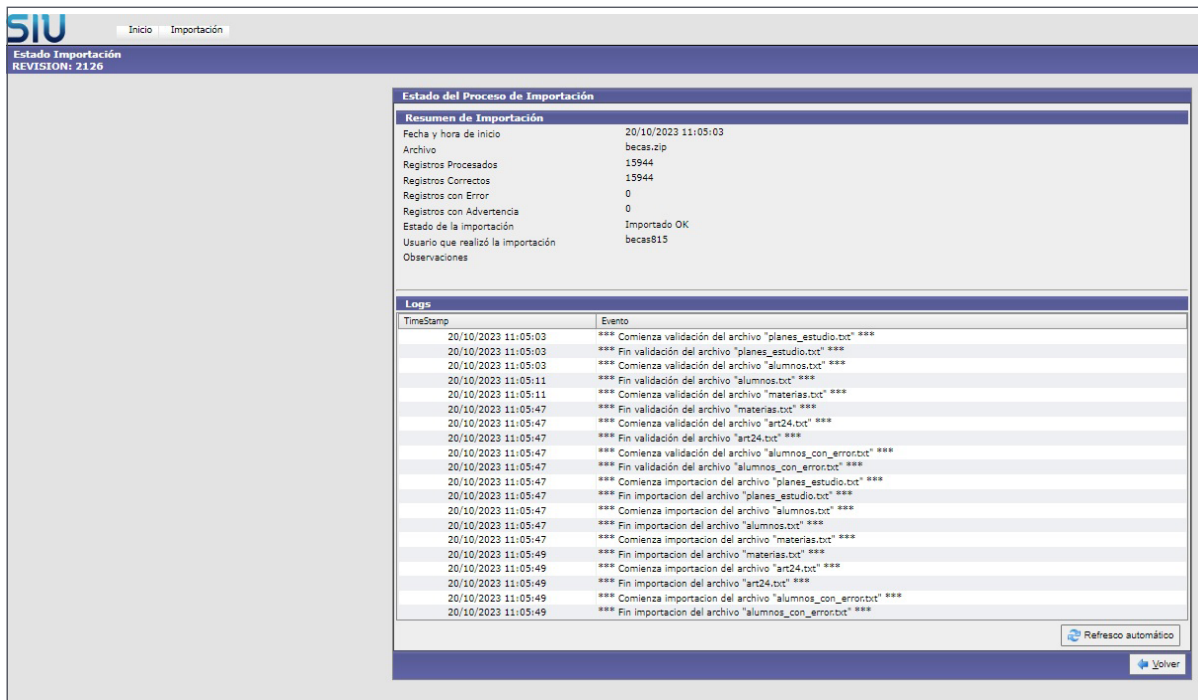 SIU
Inicio Importación
Estado Importación
REVISION: 2126
Estado del Proceso de Importación
Resumen de Importación
Fecha y hora de inicio 20/10/2023 11:05:03
Archivo becas.zip
Registros Procesados 15944
Registros Correctos 15944
Registros con Error 0
Registros con Advertencia 0
Estado de la importación Importado OK
Usuario que realizó la importación becas815
Observaciones
Logs
TimeStamp Evento
20/10/2023 11:05:03 *** Comienza validación del archivo "planes_estudio.txt" ***
20/10/2023 11:05:03 *** Fin validación del archivo "planes_estudio.txt" ***
20/10/2023 11:05:03 *** Comienza validación del archivo "alumnos.txt" ***
20/10/2023 11:05:11 *** Fin validación del archivo "alumnos.txt" ***
20/10/2023 11:05:11 *** Comienza validación del archivo "materias.txt" ***
20/10/2023 11:05:47 *** Fin validación del archivo "materias.txt" ***
20/10/2023 11:05:47 *** Comienza validación del archivo "art24.txt" ***
20/10/2023 11:05:47 *** Fin validación del archivo "art24.txt" ***
20/10/2023 11:05:47 *** Comienza validación del archivo "alumnos_con_error.txt" ***
20/10/2023 11:05:47 *** Fin validación del archivo "alumnos_con_error.txt" ***
20/10/2023 11:05:47 *** Comienza importacion del archivo "planes_estudio.txt" ***
20/10/2023 11:05:47 *** Fin importacion del archivo "planes_estudio.txt" ***
20/10/2023 11:05:47 *** Comienza importacion del archivo "alumnos.txt" ***
20/10/2023 11:05:47 *** Fin importacion del archivo "alumnos.txt" ***
20/10/2023 11:05:47 *** Comienza importacion del archivo "materias.txt" ***
20/10/2023 11:05:49 *** Fin importacion del archivo "materias.txt" ***
20/10/2023 11:05:49 *** Comienza importacion del archivo "art24.txt" ***
20/10/2023 11:05:49 *** Fin importacion del archivo "art24.txt" ***
20/10/2023 11:05:49 *** Comienza importacion del archivo "alumnos_con_error.txt" ***
20/10/2023 11:05:49 *** Fin importacion del archivo "alumnos_con_error.txt" ***
Refresco automático
Volver